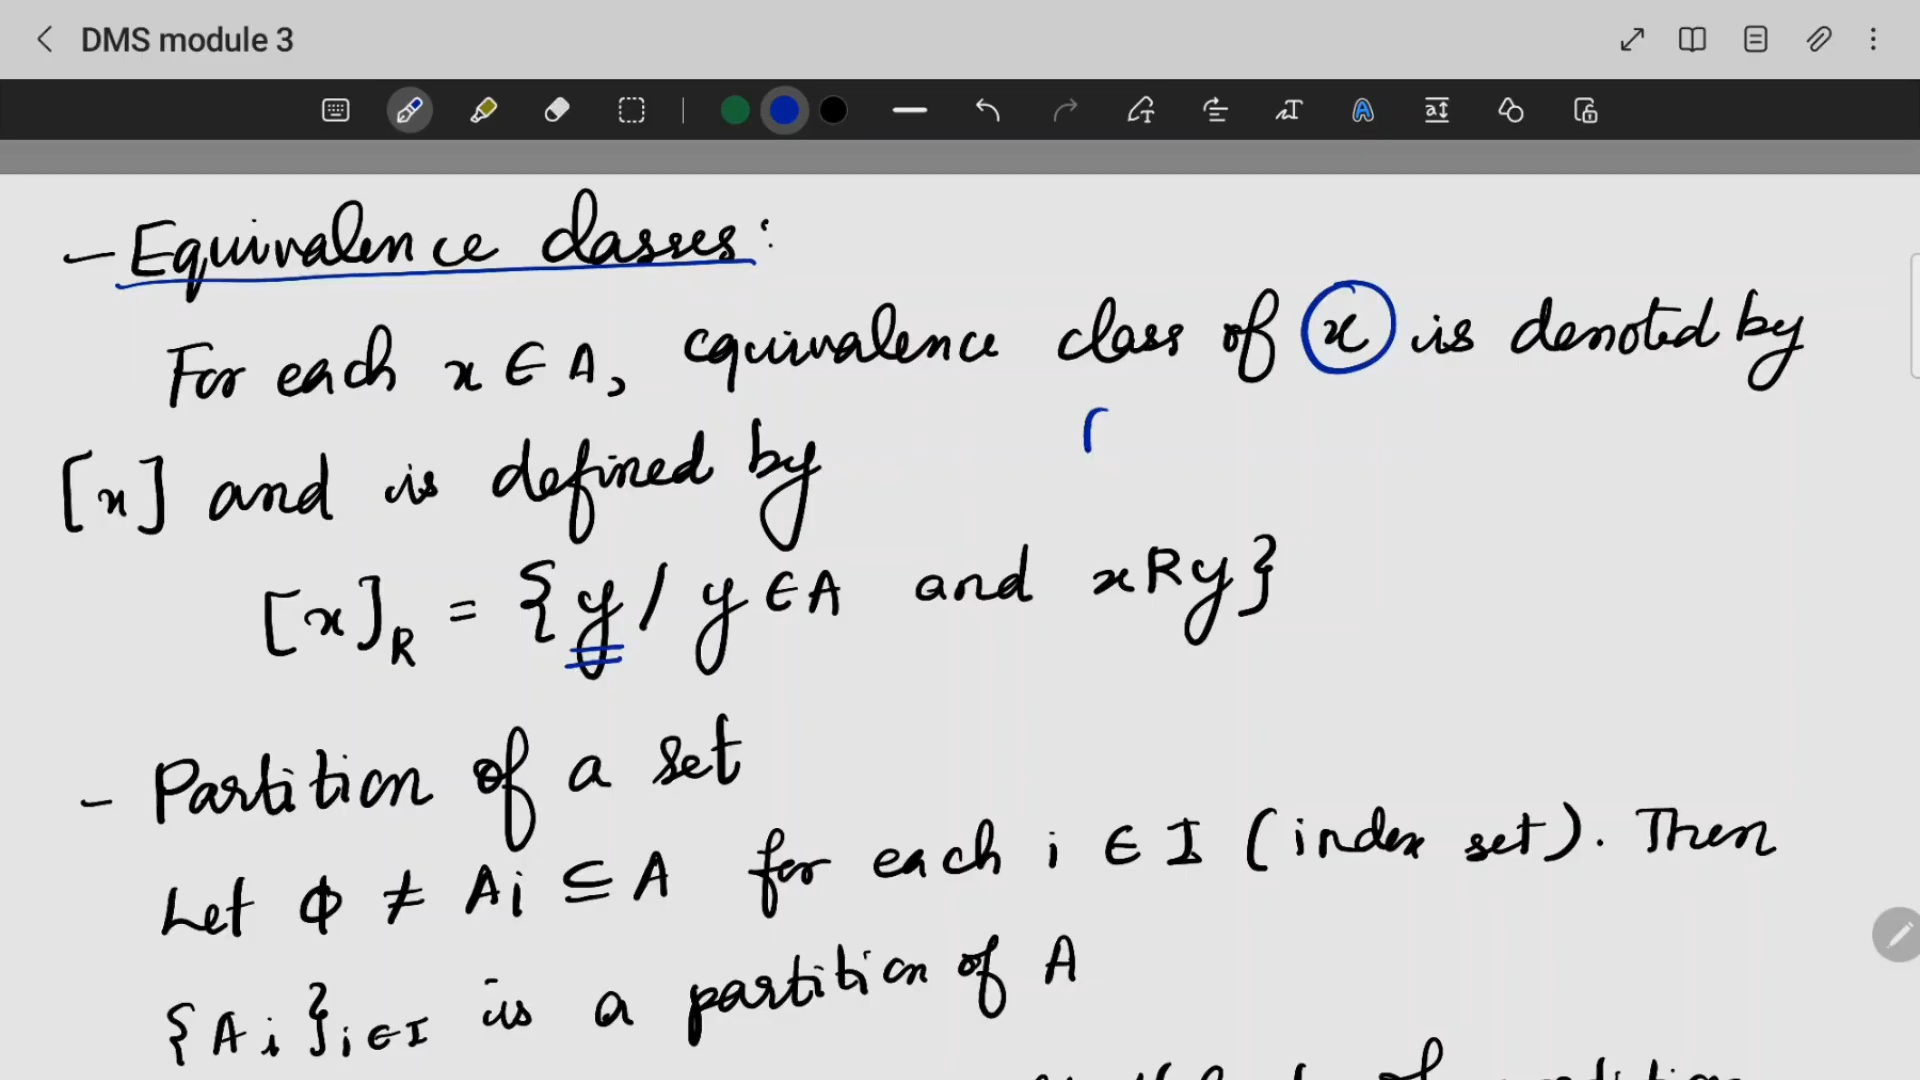 DMS module 3
- Equivalence classes:
For each x ∈ A, equivalence class of x is denoted by
[x] and is defined by
[x]R = {y / y ∈ A and xRy}
- Partition of a set
Let Φ ≠ Ai ⊆ A for each i ∈ I (index set). Then
{Ai}i∈I is a partition of A
of